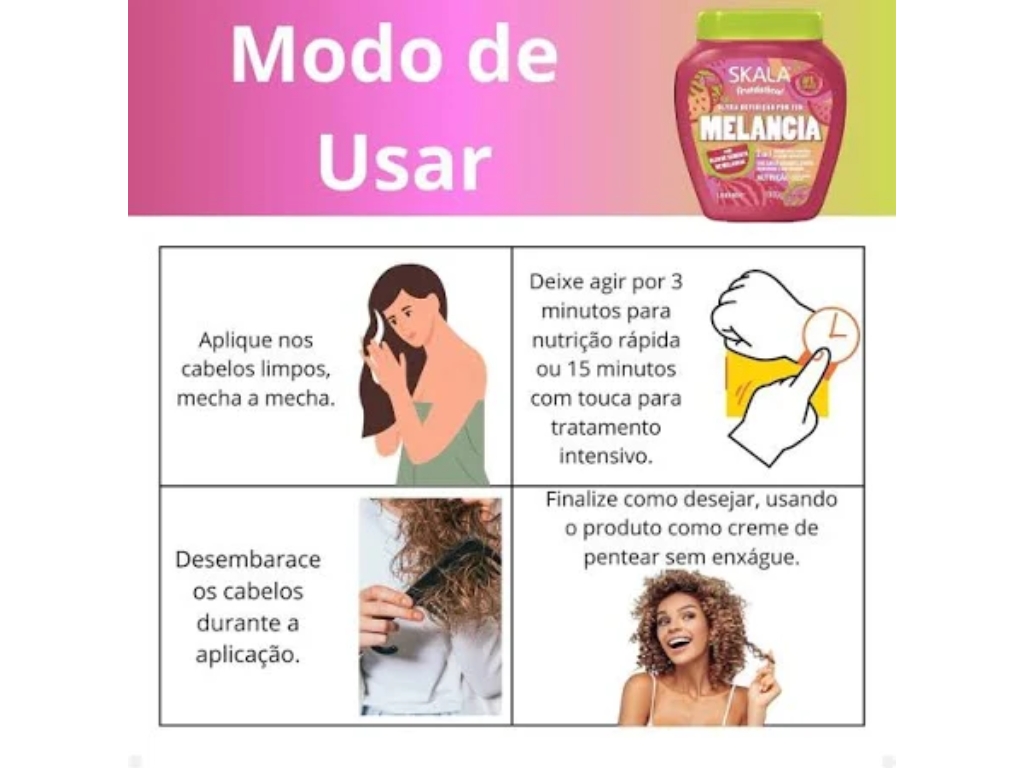 Modo de
Usar
SKALA
MELANCIA
Aplique nos
cabelos limpos,
mecha a mecha.
Deixe agir por 3
minutos para
nutrição rápida
ou 15 minutos
com touca para
tratamento
intensivo.
Desembarace
os cabelos
durante a
aplicação.
Finalize como desejar, usando
o produto como creme de
pentear sem enxágue.